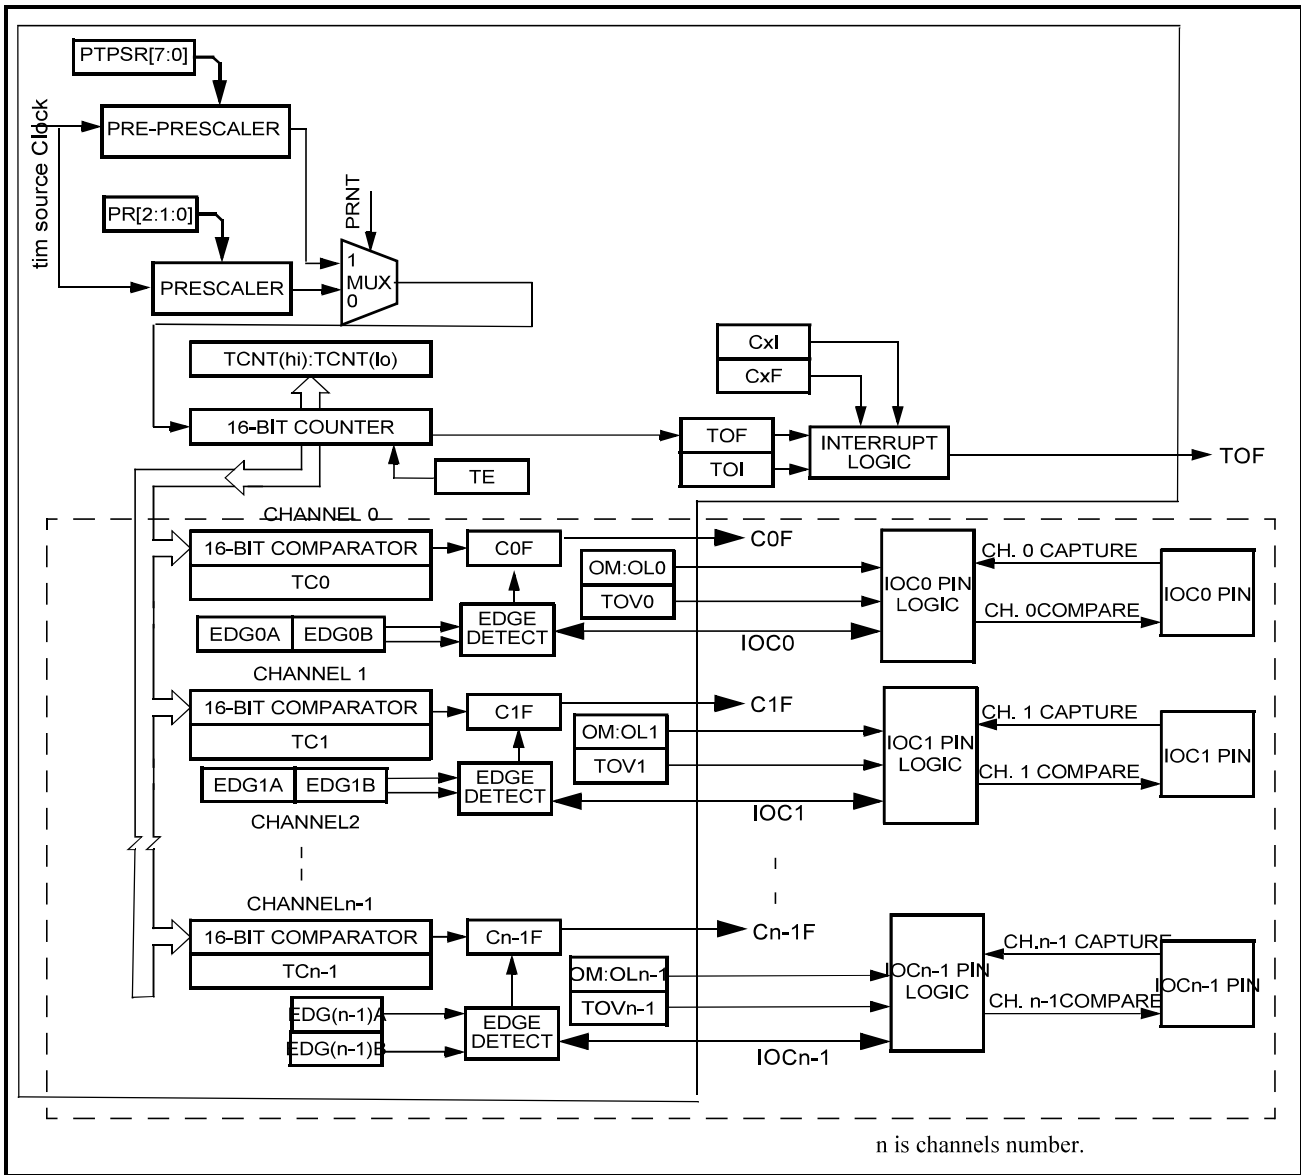 PTPSR[7:0]
tim source Clock
PRE-PRESCALER
PR[2:1:0]
PRNT
PRESCALER
1
MUX
0
TCNT(hi):TCNT(lo)
CxI
CxF
16-BIT COUNTER
TOF
TOI
INTERRUPT
LOGIC
TOF
TE
CHANNEL 0
16-BIT COMPARATOR
TC0
C0F
C0F
OM:OL0
TOV0
IOC0 PIN
LOGIC
CH. 0 CAPTURE
CH. 0COMPARE
IOC0 PIN
EDG0A
EDG0B
EDGE
DETECT
IOC0
CHANNEL 1
16-BIT COMPARATOR
TC1
C1F
C1F
OM:OL1
TOV1
IOC1 PIN
LOGIC
CH. 1 CAPTURE
CH. 1 COMPARE
IOC1 PIN
EDG1A
EDG1B
EDGE
DETECT
IOC1
CHANNEL2
CHANNELn-1
16-BIT COMPARATOR
TCn-1
Cn-1F
Cn-1F
OM:OLn-1
TOVn-1
IOCn-1 PIN
LOGIC
CH.n-1 CAPTURE
CH. n-1COMPARE
IOCn-1 PIN
EDG(n-1)A
EDG(n-1)B
EDGE
DETECT
IOCn-1
n is channels number.